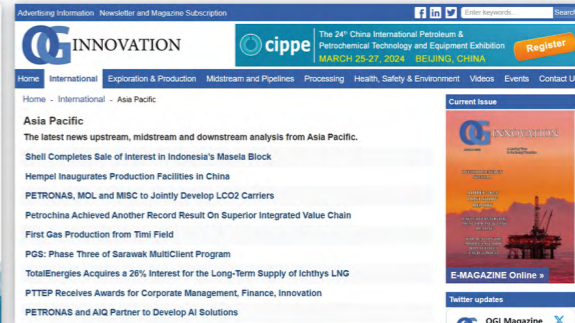 Advertising Information Newsletter and Magazine Subscription
Enter keywords
Search
OG INNOVATION
cippe
The 24th China International Petroleum &
Petrochemical Technology and Equipment Exhibition
MARCH 25-27, 2024 BEIJING, CHINA
Register
Home International Exploration & Production Midstream and Pipelines Processing Health, Safety & Environment Videos Events Contact U
Home - International - Asia Pacific
Current Issue
Asia Pacific
The latest news upstream, midstream and downstream analysis from Asia Pacific.
Shell Completes Sale of Interest in Indonesia's Masela Block
Hempel Inaugurates Production Facilities in China
PETRONAS, MOL and MISC to Jointly Develop LCO2 Carriers
Petrochina Achieved Another Record Result On Superior Integrated Value Chain
First Gas Production from Timi Field
PGS: Phase Three of Sarawak MultiClient Program
TotalEnergies Acquires a 26% Interest for the Long-Term Supply of Ichthys LNG
PTTEP Receives Awards for Corporate Management, Finance, Innovation
PETRONAS and AIQ Partner to Develop AI Solutions
OG INNOVATION
E-MAGAZINE Online »
Twitter updates
OGI Magazine